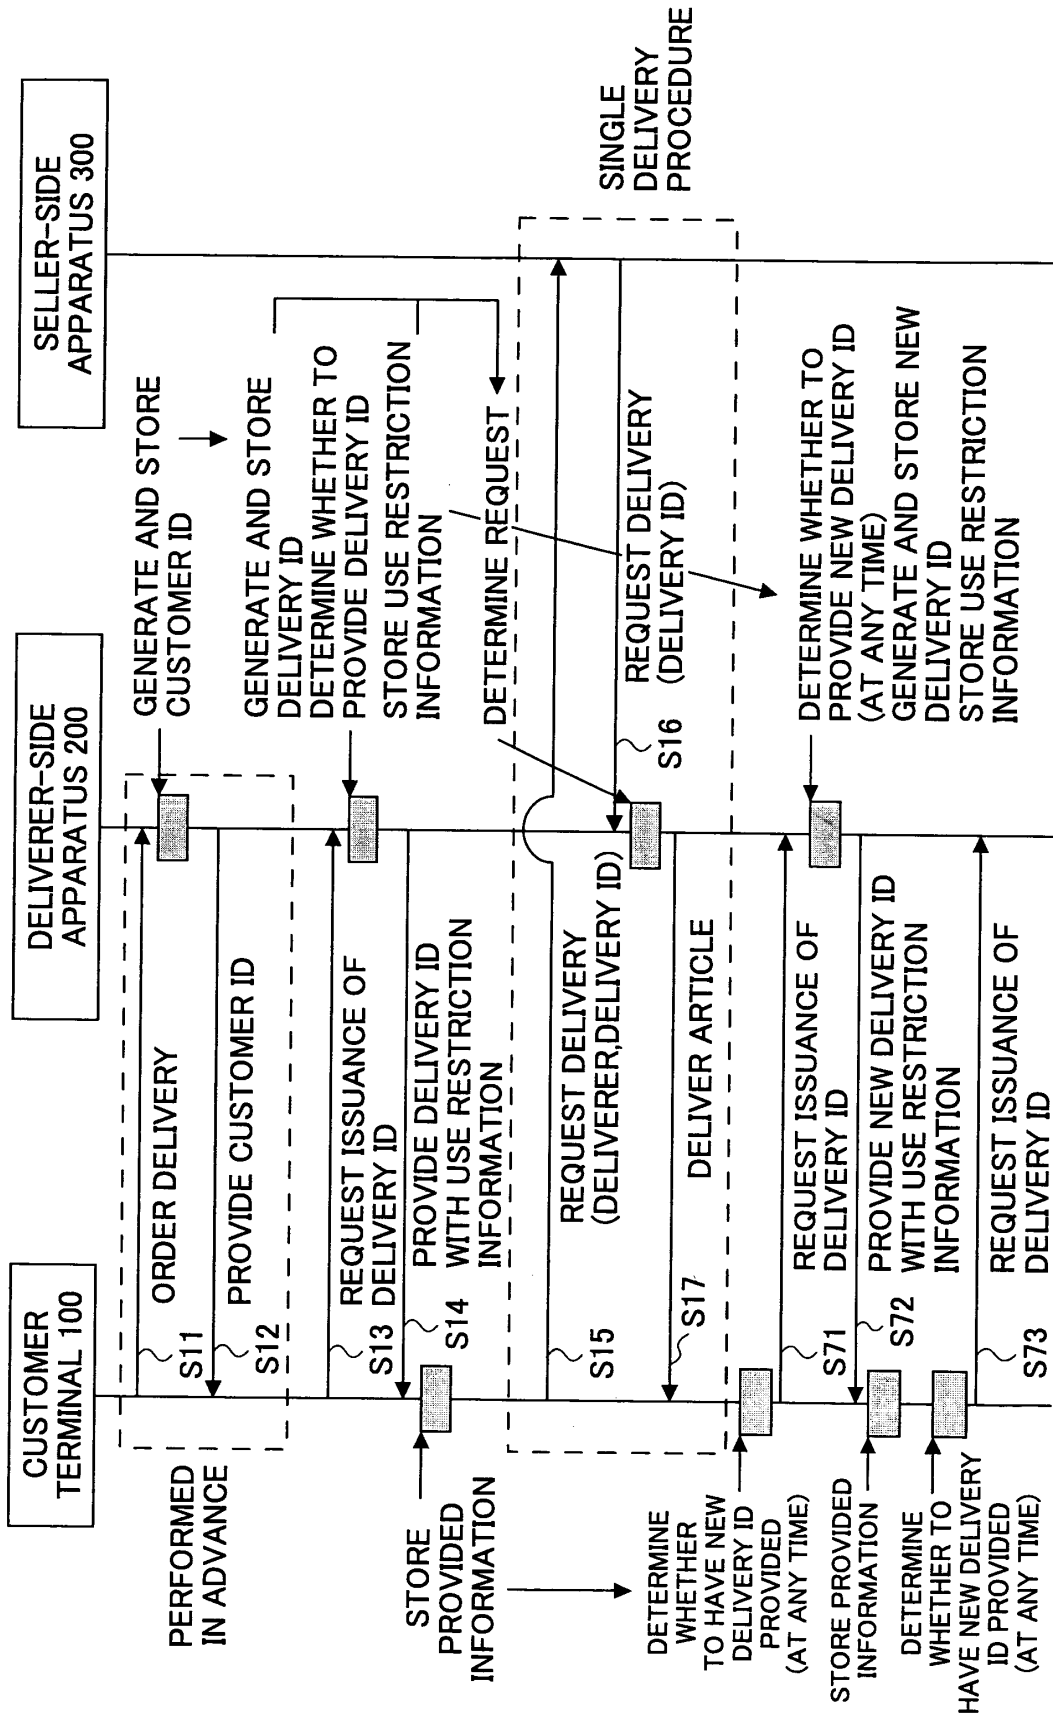 CUSTOMER
TERMINAL 100
DELIVERER-SIDE
APPARATUS 200
SELLER-SIDE
APPARATUS 300
PERFORMED
IN ADVANCE
ORDER DELIVERY
S11
PROVIDE CUSTOMER ID
S12
GENERATE AND STORE
CUSTOMER ID
REQUEST ISSUANCE OF
DELIVERY ID
S13
GENERATE AND STORE
DELIVERY ID
DETERMINE WHETHER TO
PROVIDE DELIVERY ID
STORE USE RESTRICTION
INFORMATION
PROVIDE DELIVERY ID
WITH USE RESTRICTION
INFORMATION
S14
STORE
PROVIDED
INFORMATION
DETERMINE REQUEST
SINGLE
DELIVERY
PROCEDURE
REQUEST DELIVERY
(DELIVERER,DELIVERY ID)
S15
REQUEST DELIVERY
(DELIVERY ID)
S16
DELIVER ARTICLE
S17
DETERMINE
WHETHER
TO HAVE NEW
DELIVERY ID
PROVIDED
(AT ANY TIME)
REQUEST ISSUANCE OF
DELIVERY ID
S71
DETERMINE WHETHER TO
PROVIDE NEW DELIVERY ID
(AT ANY TIME)
GENERATE AND STORE NEW
DELIVERY ID
STORE USE RESTRICTION
INFORMATION
PROVIDE NEW DELIVERY ID
WITH USE RESTRICTION
INFORMATION
S72
STORE PROVIDED
INFORMATION
DETERMINE
WHETHER TO
HAVE NEW DELIVERY
ID PROVIDED
(AT ANY TIME)
REQUEST ISSUANCE OF
DELIVERY ID
S73